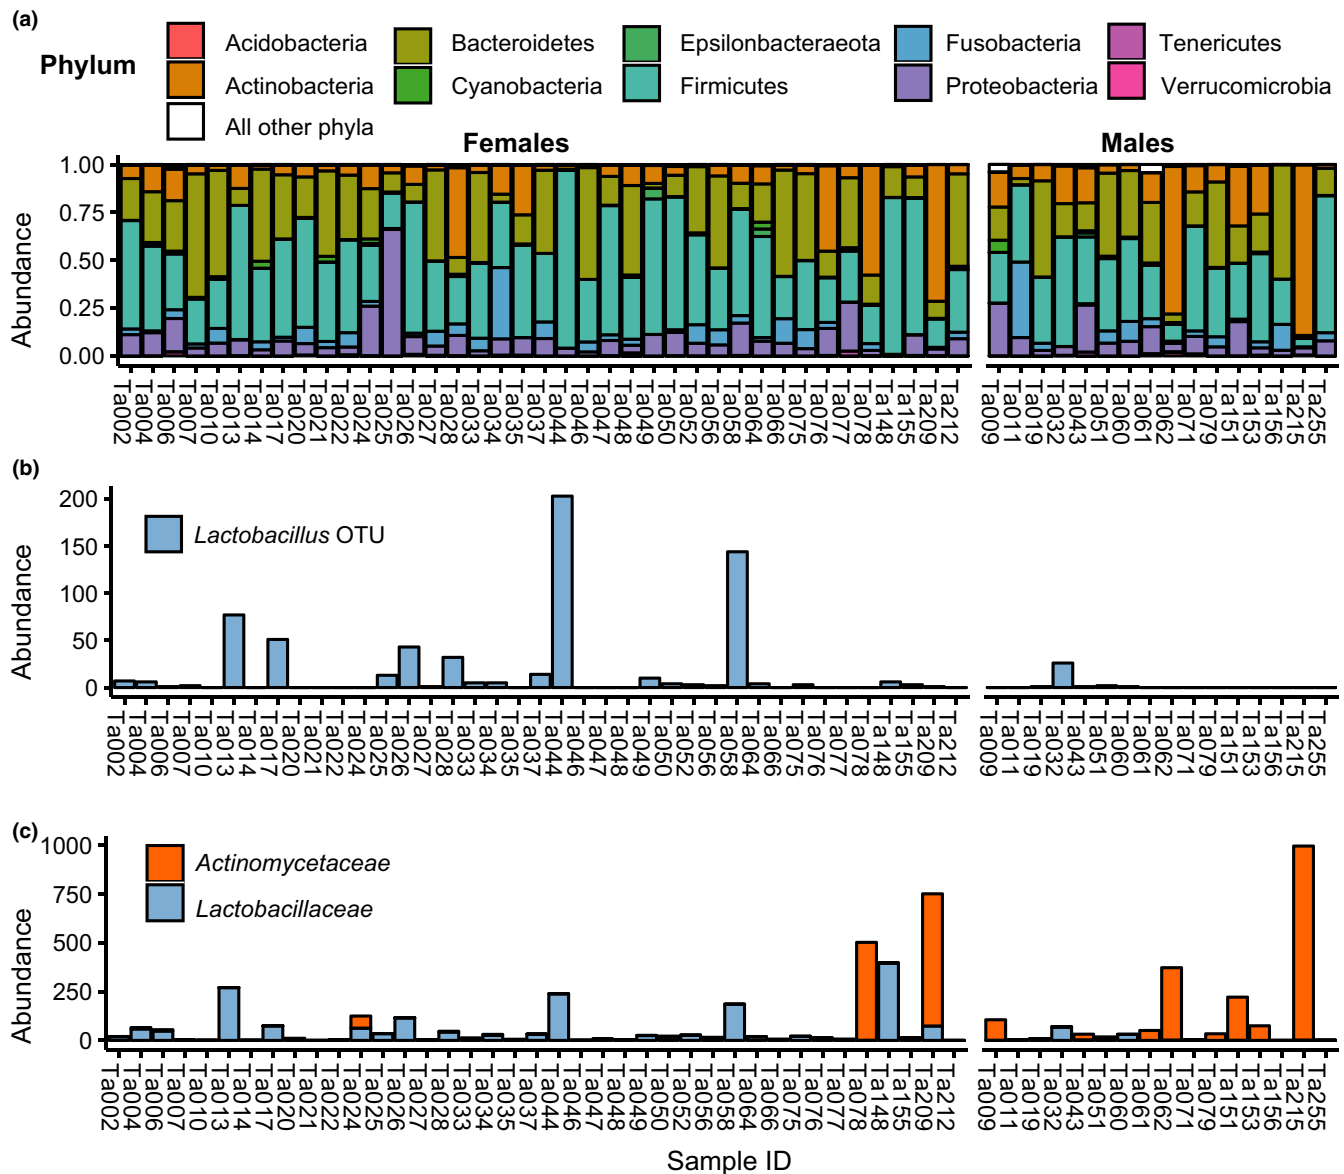 (a)
Phylum
Acidobacteria
Bacteroidetes
Epsilonbacteraeota
Fusobacteria
Tenericutes
Actinobacteria
Cyanobacteria
Firmicutes
Proteobacteria
Verrucomicrobia
All other phyla
Females
Males
Abundance
1.00
0.75
0.50
0.25
0.00
Ta002
Ta004
Ta006
Ta007
Ta010
Ta013
Ta014
Ta017
Ta020
Ta021
Ta022
Ta024
Ta025
Ta026
Ta027
Ta028
Ta033
Ta034
Ta035
Ta037
Ta044
Ta046
Ta047
Ta048
Ta049
Ta050
Ta052
Ta056
Ta058
Ta064
Ta066
Ta075
Ta076
Ta077
Ta078
Ta148
Ta155
Ta209
Ta212
Ta009
Ta011
Ta019
Ta032
Ta043
Ta051
Ta060
Ta061
Ta062
Ta071
Ta079
Ta151
Ta153
Ta156
Ta215
Ta255
(b)
Lactobacillus OTU
Abundance
200
150
100
50
0
Ta002
Ta004
Ta006
Ta007
Ta010
Ta013
Ta014
Ta017
Ta020
Ta021
Ta022
Ta024
Ta025
Ta026
Ta027
Ta028
Ta033
Ta034
Ta035
Ta037
Ta044
Ta046
Ta047
Ta048
Ta049
Ta050
Ta052
Ta056
Ta058
Ta064
Ta066
Ta075
Ta076
Ta077
Ta078
Ta148
Ta155
Ta209
Ta212
Ta009
Ta011
Ta019
Ta032
Ta043
Ta051
Ta060
Ta061
Ta062
Ta071
Ta079
Ta151
Ta153
Ta156
Ta215
Ta255
(c)
Actinomycetaceae
Lactobacillaceae
Abundance
1000
750
500
250
0
Ta002
Ta004
Ta006
Ta007
Ta010
Ta013
Ta014
Ta017
Ta020
Ta021
Ta022
Ta024
Ta025
Ta026
Ta027
Ta028
Ta033
Ta034
Ta035
Ta037
Ta044
Ta046
Ta047
Ta048
Ta049
Ta050
Ta052
Ta056
Ta058
Ta064
Ta066
Ta075
Ta076
Ta077
Ta078
Ta148
Ta155
Ta209
Ta212
Ta009
Ta011
Ta019
Ta032
Ta043
Ta051
Ta060
Ta061
Ta062
Ta071
Ta079
Ta151
Ta153
Ta156
Ta215
Ta255
Sample ID